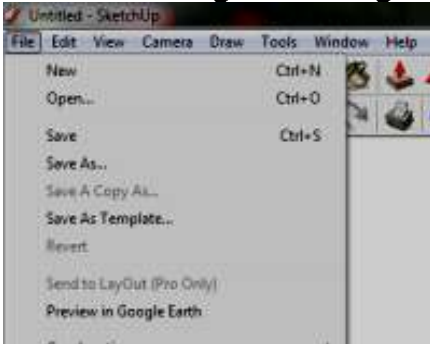 Untitled - SketchUp
File Edit View Camera Draw Tools Window Help
New Ctrl+N
Open... Ctrl+O
Save Ctrl+S
Save As...
Save A Copy As...
Save As Template...
Revert
Send to LayOut (Pro Only)
Preview in Google Earth